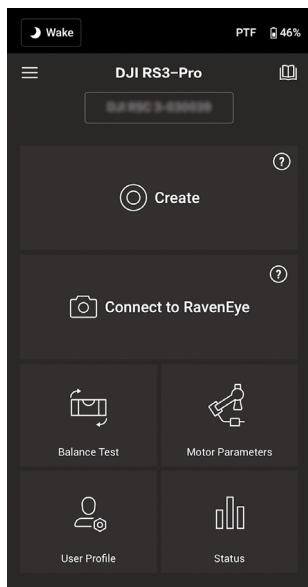 Wake
PTF 46%
DJI RS3-Pro
?
Create
?
Connect to RavenEye
Balance Test
Motor Parameters
User Profile
Status